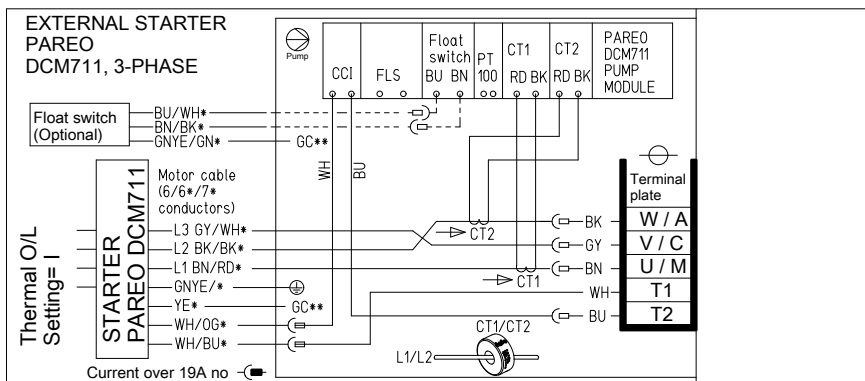 EXTERNAL STARTER
PAREO
DCM711, 3-PHASE
Pump
CCI
FLS
Float
switch
BU BN
PT
100
CT1
RD BK
CT2
RD BK
PAREO
DCM711
PUMP
MODULE
Float switch
(Optional)
BU/WH*
BN/BK*
GNYE/GN*
GC**
WH
BU
Motor cable
(6/6*/7*
conductors)
Thermal O/L
Setting= I
STARTER
PAREO DCM711
L3 GY/WH*
L2 BK/BK*
L1 BN/RD*
GNYE/*
YE*
GC**
WH/OG*
WH/BU*
CT2
CT1
Terminal
plate
BK
W / A
GY
V / C
BN
U / M
WH
T1
BU
T2
CT1/CT2
L1/L2
Current over 19A no